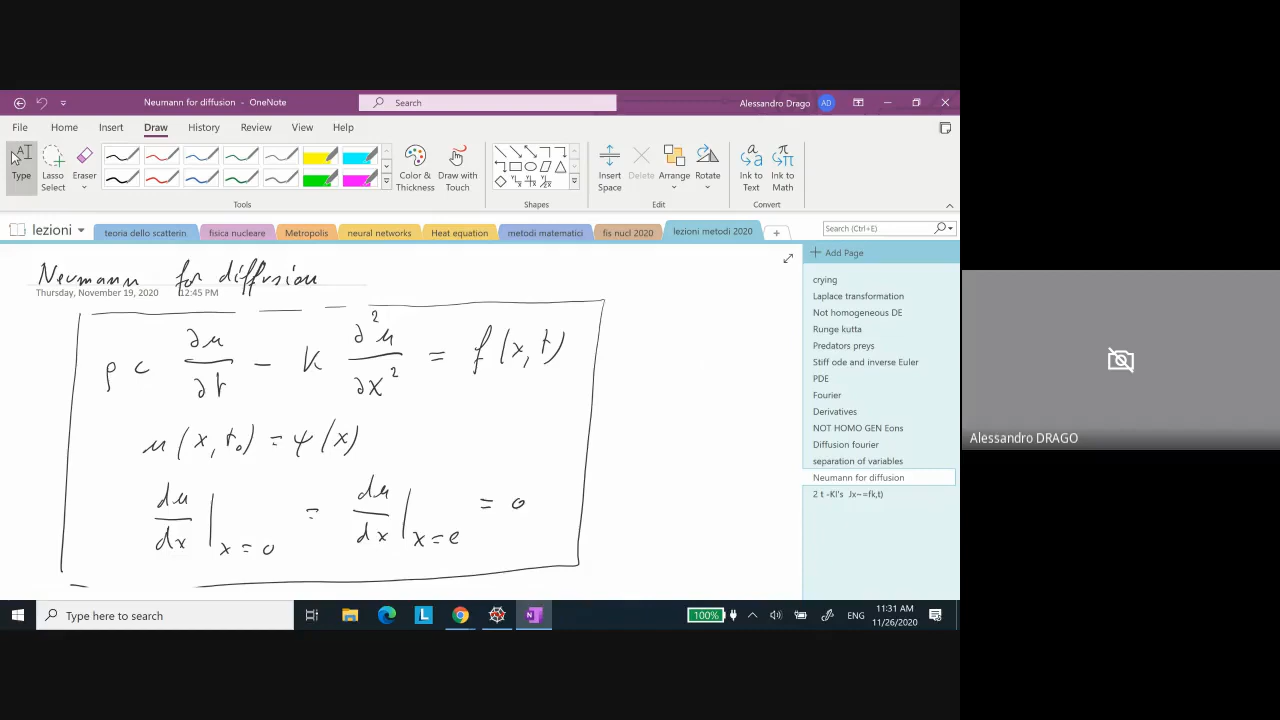 Neumann for diffusion - OneNote
Search
Alessandro Drago AD
File Home Insert Draw History Review View Help
Type
Lasso Select
Eraser
Color & Thickness
Draw with Touch
Insert Space
Delete
Arrange
Rotate
Ink to Text
Ink to Math
Tools
Shapes
Edit
Convert
lezioni
teoria dello scatterin
fisica nucleare
Metropolis
neural networks
Heat equation
metodi matematici
fis nucl 2020
lezioni metodi 2020
Search (Ctrl+E)
Neumann for diffusion
Thursday, November 19, 2020 12:45 PM
ρ c ∂u/∂t - K ∂²u/∂x² = f(x,t)
u(x,t₀) = ψ(x)
du/dx |x=0 = du/dx |x=e = 0
Add Page
crying
Laplace transformation
Not homogeneous DE
Runge kutta
Predators preys
Stiff ode and inverse Euler
PDE
Fourier
Derivatives
NOT HOMO GEN Eons
Diffusion fourier
separation of variables
Neumann for diffusion
2 t -KI's Jx~=fk,t)
Alessandro DRAGO
Type here to search
100%
ENG
11:31 AM
11/26/2020